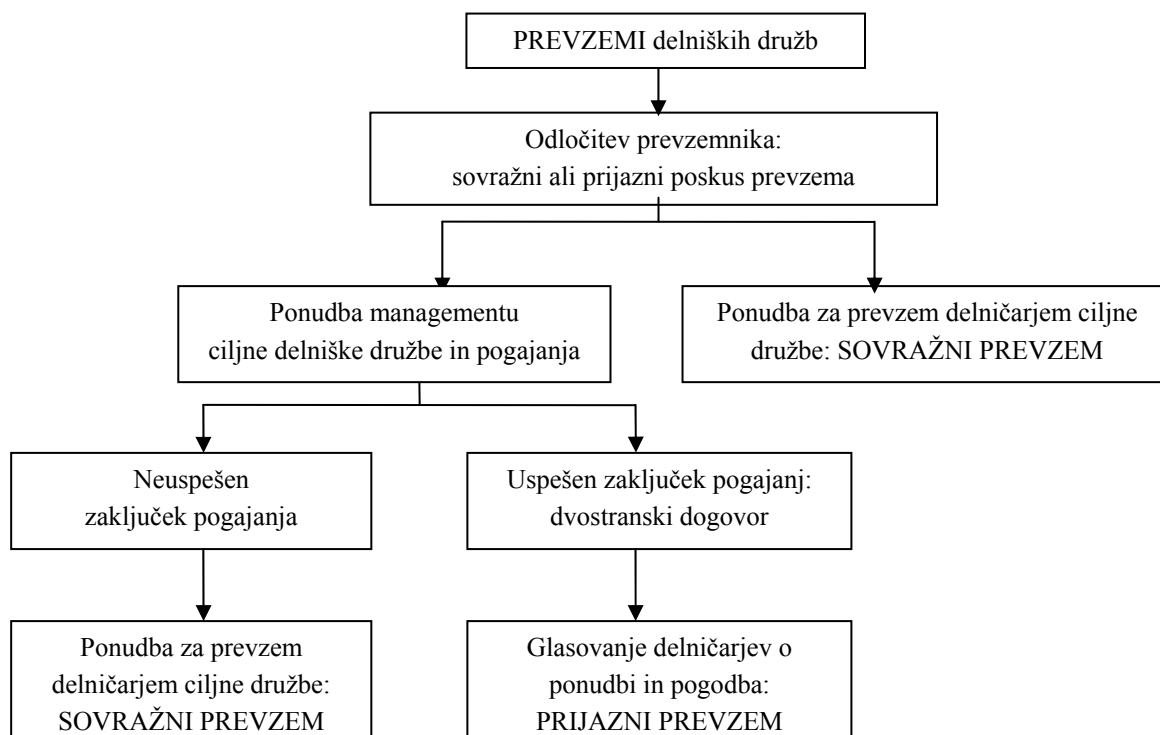 PREVZEMI delniških družb
Odločitev prevzemnika:
sovražni ali prijazni poskus prevzema
Ponudba managementu
ciljne delniške družbe in pogajanja
Ponudba za prevzem delničarjem ciljne
družbe: SOVRAŽNI PREVZEM
Neuspešen
zaključek pogajanja
Uspešen zaključek pogajanj:
dvostranski dogovor
Ponudba za prevzem
delničarjem ciljne družbe:
SOVRAŽNI PREVZEM
Glasovanje delničarjev o
ponudbi in pogodba:
PRIJAZNI PREVZEM